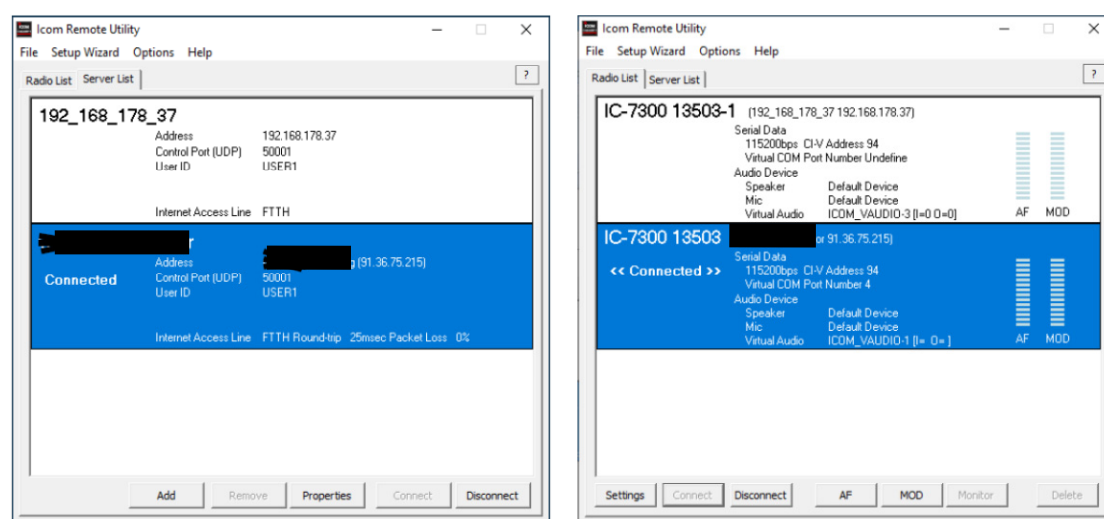 Icom Remote Utility
File Setup Wizard Options Help
Radio List Server List
?
192_168_178_37
Address 192.168.178.37
Control Port (UDP) 50001
User ID USER1
Internet Access Line FTTH
Address (91.36.75.215)
Connected Control Port (UDP) 50001
User ID USER1
Internet Access Line FTTH Round-trip 25msec Packet Loss 0%
Add Remove Properties Connect Disconnect
Icom Remote Utility
File Setup Wizard Options Help
Radio List Server List
?
IC-7300 13503-1 (192_168_178_37 192.168.178.37)
Serial Data
115200bps CI-V Address 94
Virtual COM Port Number Undefine
Audio Device
Speaker Default Device
Mic Default Device
Virtual Audio ICOM_VAUDIO-3 [I=0 O=0] AF MOD
IC-7300 13503 or 91.36.75.215)
Serial Data
<< Connected >> 115200bps CI-V Address 94
Virtual COM Port Number 4
Audio Device
Speaker Default Device
Mic Default Device
Virtual Audio ICOM_VAUDIO-1 [I= O= ] AF MOD
Settings Connect Disconnect AF MOD Monitor Delete